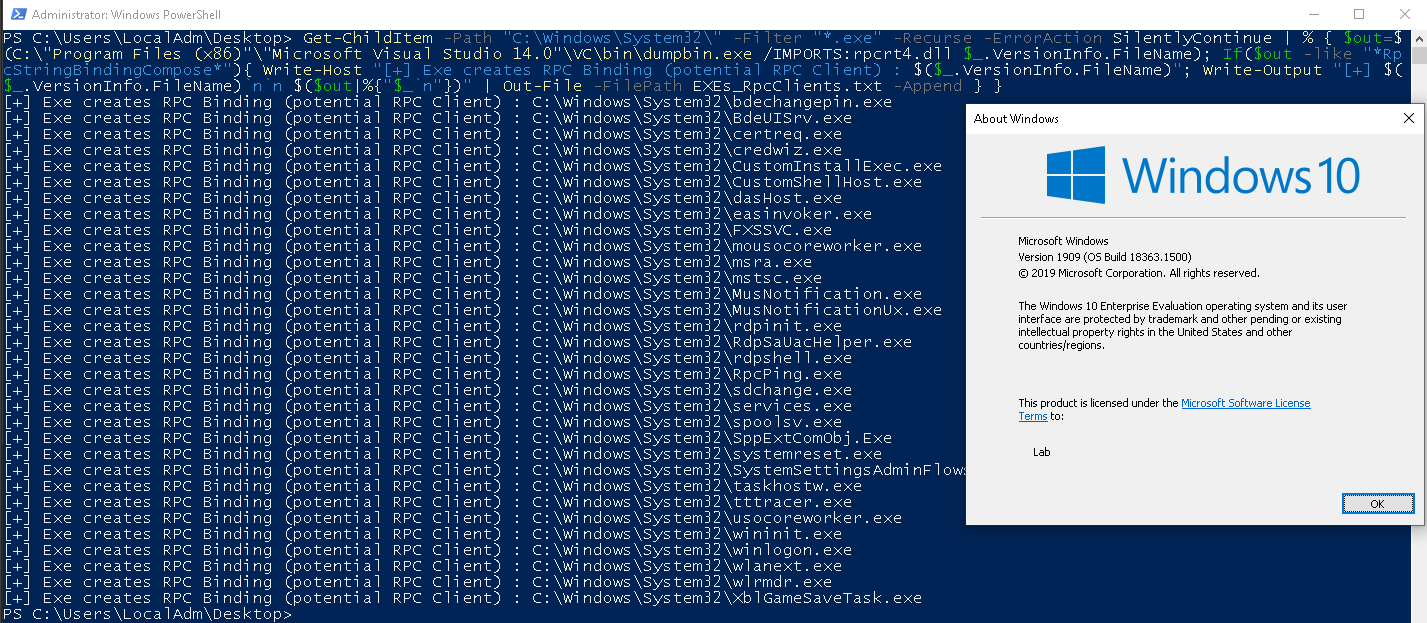 Administrator: Windows PowerShell
PS C:\Users\LocalAdm\Desktop> Get-ChildItem -Path "C:\Windows\System32\" -Filter "*.exe" -Recurse -ErrorAction SilentlyContinue | % { $out=$
(C:\"Program Files (x86)"\"Microsoft Visual Studio 14.0"\VC\bin\dumpbin.exe /IMPORTS:rpcrt4.dll $_.VersionInfo.FileName); If($out -like "*Rp
cStringBindingCompose*"){ Write-Host "[+] Exe creates RPC Binding (potential RPC Client) : $($_.VersionInfo.FileName)"; Write-Output "[+] $(
$_.VersionInfo.FileName)`n`n $($out|%{"$_`n"})" | Out-File -FilePath EXEs_RpcClients.txt -Append } }
[+] Exe creates RPC Binding (potential RPC Client) : C:\Windows\System32\bdechangepin.exe
[+] Exe creates RPC Binding (potential RPC Client) : C:\Windows\System32\BdeUISrv.exe
[+] Exe creates RPC Binding (potential RPC Client) : C:\Windows\System32\certreq.exe
[+] Exe creates RPC Binding (potential RPC Client) : C:\Windows\System32\credwiz.exe
[+] Exe creates RPC Binding (potential RPC Client) : C:\Windows\System32\CustomInstallExec.exe
[+] Exe creates RPC Binding (potential RPC Client) : C:\Windows\System32\CustomShellHost.exe
[+] Exe creates RPC Binding (potential RPC Client) : C:\Windows\System32\dasHost.exe
[+] Exe creates RPC Binding (potential RPC Client) : C:\Windows\System32\easinvoker.exe
[+] Exe creates RPC Binding (potential RPC Client) : C:\Windows\System32\FXSSVC.exe
[+] Exe creates RPC Binding (potential RPC Client) : C:\Windows\System32\mousocoreworker.exe
[+] Exe creates RPC Binding (potential RPC Client) : C:\Windows\System32\msra.exe
[+] Exe creates RPC Binding (potential RPC Client) : C:\Windows\System32\mstsc.exe
[+] Exe creates RPC Binding (potential RPC Client) : C:\Windows\System32\MusNotification.exe
[+] Exe creates RPC Binding (potential RPC Client) : C:\Windows\System32\MusNotificationUx.exe
[+] Exe creates RPC Binding (potential RPC Client) : C:\Windows\System32\rdpinit.exe
[+] Exe creates RPC Binding (potential RPC Client) : C:\Windows\System32\RdpSaUacHelper.exe
[+] Exe creates RPC Binding (potential RPC Client) : C:\Windows\System32\rdpshell.exe
[+] Exe creates RPC Binding (potential RPC Client) : C:\Windows\System32\RpcPing.exe
[+] Exe creates RPC Binding (potential RPC Client) : C:\Windows\System32\sdchange.exe
[+] Exe creates RPC Binding (potential RPC Client) : C:\Windows\System32\services.exe
[+] Exe creates RPC Binding (potential RPC Client) : C:\Windows\System32\spoolsv.exe
[+] Exe creates RPC Binding (potential RPC Client) : C:\Windows\System32\SppExtComObj.Exe
[+] Exe creates RPC Binding (potential RPC Client) : C:\Windows\System32\systemreset.exe
[+] Exe creates RPC Binding (potential RPC Client) : C:\Windows\System32\SystemSettingsAdminFlows
[+] Exe creates RPC Binding (potential RPC Client) : C:\Windows\System32\taskhostw.exe
[+] Exe creates RPC Binding (potential RPC Client) : C:\Windows\System32\tttracer.exe
[+] Exe creates RPC Binding (potential RPC Client) : C:\Windows\System32\usocoreworker.exe
[+] Exe creates RPC Binding (potential RPC Client) : C:\Windows\System32\wininit.exe
[+] Exe creates RPC Binding (potential RPC Client) : C:\Windows\System32\winlogon.exe
[+] Exe creates RPC Binding (potential RPC Client) : C:\Windows\System32\wlanext.exe
[+] Exe creates RPC Binding (potential RPC Client) : C:\Windows\System32\wlrmdr.exe
[+] Exe creates RPC Binding (potential RPC Client) : C:\Windows\System32\XblGameSaveTask.exe
PS C:\Users\LocalAdm\Desktop>
About Windows
Windows 10
Microsoft Windows
Version 1909 (OS Build 18363.1500)
© 2019 Microsoft Corporation. All rights reserved.
The Windows 10 Enterprise Evaluation operating system and its user
interface are protected by trademark and other pending or existing
intellectual property rights in the United States and other
countries/regions.
This product is licensed under the Microsoft Software License
Terms to:
Lab
OK